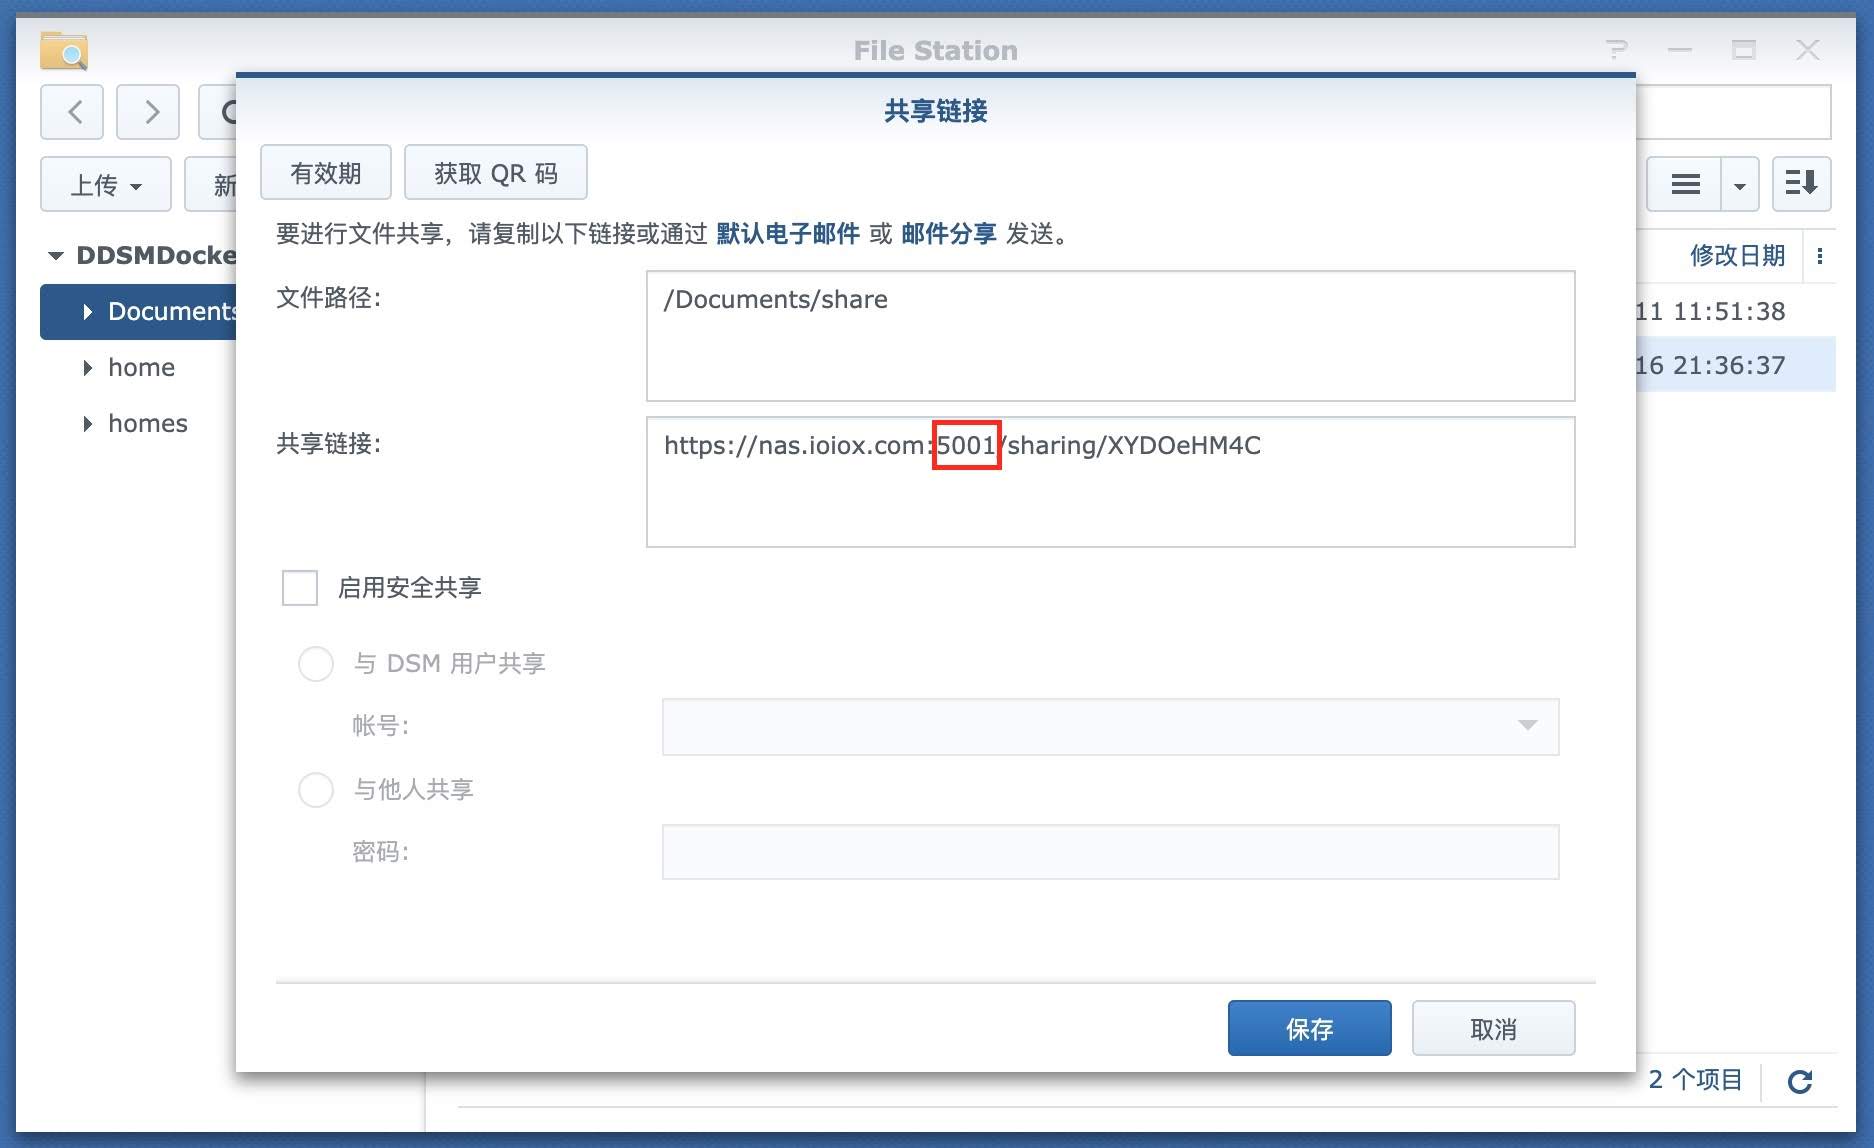 File Station
共享链接
有效期
获取 QR 码
上传
新
要进行文件共享，请复制以下链接或通过 默认电子邮件 或 邮件分享 发送。
DDSMDocke
修改日期
文件路径:
/Documents/share
Documents
11 11:51:38
home
16 21:36:37
homes
共享链接:
https://nas.ioiox.com:5001/sharing/XYDOeHM4C
启用安全共享
与 DSM 用户共享
帐号:
与他人共享
密码:
保存
取消
2 个项目